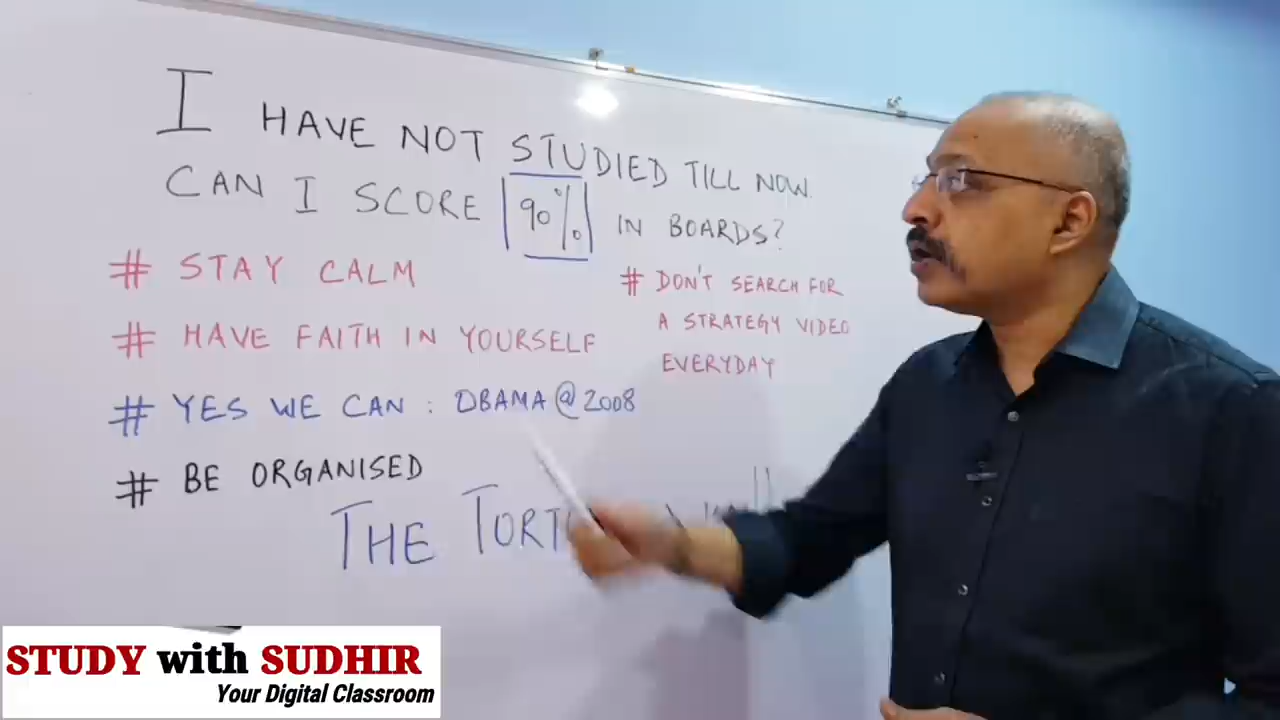 I HAVE NOT STUDIED TILL NOW.
CAN I SCORE 90% IN BOARDS?
# STAY CALM
# HAVE FAITH IN YOURSELF
# YES WE CAN : OBAMA@2008
# BE ORGANISED
# DON'T SEARCH FOR
A STRATEGY VIDEO
EVERYDAY
THE
STUDY with SUDHIR
Your Digital Classroom